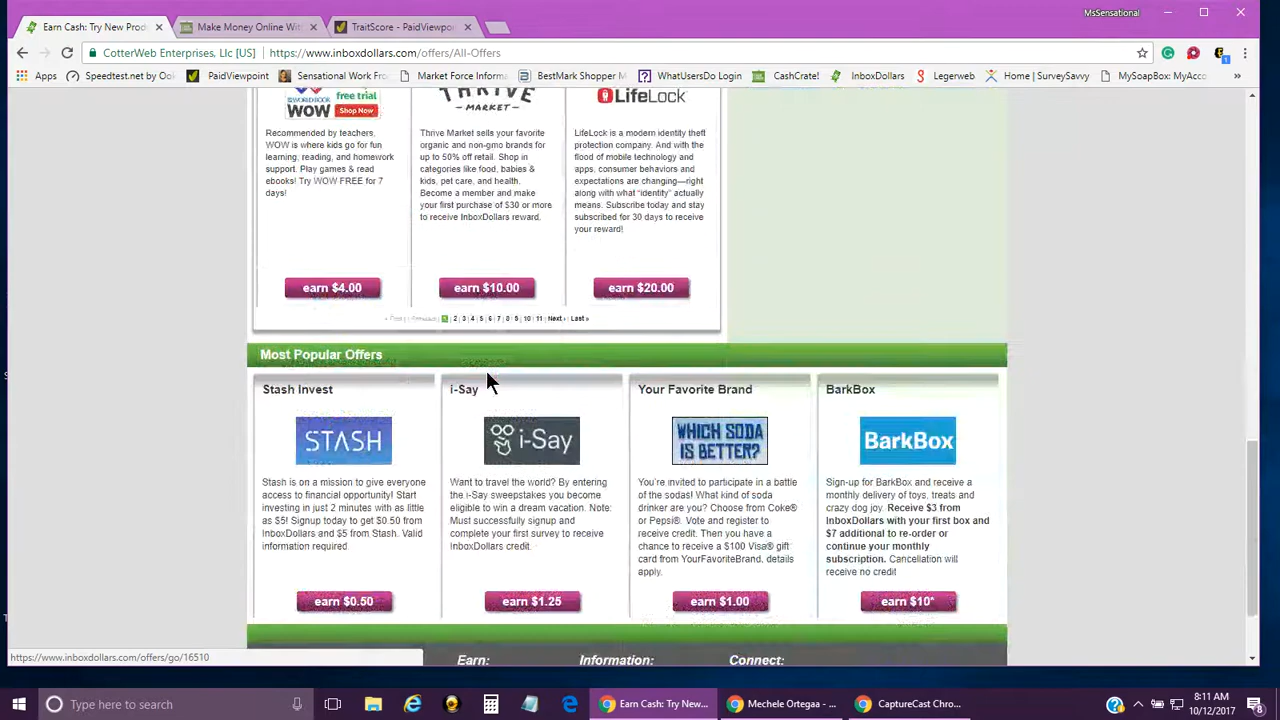 MsSensational
Earn Cash: Try New Prod
Make Money Online With
TraitScore - PaidViewpoi
CotterWeb Enterprises, Llc [US]
https://www.inboxdollars.com/offers/All-Offers
Apps
Speedtest.net by Ook
PaidViewpoint
Sensational Work Fro
Market Force Informa
BestMark Shopper M
WhatUsersDo Login
CashCrate!
InboxDollars
Legerweb
Home | SurveySavvy
MySoapBox: MyAcco
»
WOW
free trial
Shop Now
Recommended by teachers,
WOW is where kids go for fun
learning, reading, and homework
support. Play games & read
ebooks! Try WOW FREE for 7
days!
earn $4.00
THRIVE
MARKET
Thrive Market sells your favorite
organic and non-gmo brands for
up to 50% off retail. Shop in
categories like food, babies &
kids, pet care, and health.
Become a member and make
your first purchase of $30 or more
to receive InboxDollars reward.
earn $10.00
LifeLock
LifeLock is a modern identity theft
protection company. And with the
flood of mobile technology and
apps, consumer behaviors and
expectations are changing—right
along with what "identity" actually
means. Subscribe today and stay
subscribed for 30 days to receive
your reward!
earn $20.00
1 2 3 4 5 6 7 8 9 10 11 Next › Last »
Most Popular Offers
Stash Invest
STASH
Stash is on a mission to give everyone
access to financial opportunity! Start
investing in just 2 minutes with as little
as $5! Signup today to get $0.50 from
InboxDollars and $5 from Stash. Valid
information required.
earn $0.50
i-Say
i-Say
Want to travel the world? By entering
the i-Say sweepstakes you become
eligible to win a dream vacation. Note:
Must successfully signup and
complete your first survey to receive
InboxDollars credit.
earn $1.25
Your Favorite Brand
WHICH SODA
IS BETTER?
You're invited to participate in a battle
of the sodas! What kind of soda
drinker are you? Choose from Coke®
or Pepsi®. Vote and register to
receive credit. Then you have a
chance to receive a $100 Visa® gift
card from YourFavoriteBrand, details
apply.
earn $1.00
BarkBox
BarkBox
Sign-up for BarkBox and receive a
monthly delivery of toys, treats and
crazy dog joy. Receive $3 from
InboxDollars with your first box and
$7 additional to re-order or
continue your monthly
subscription. Cancellation will
receive no credit
earn $10*
https://www.inboxdollars.com/offers/go/16510
Earn:
Information:
Connect:
Type here to search
Earn Cash: Try New...
Mechele Ortegaa - ...
CaptureCast Chro...
8:11 AM
10/12/2017
8